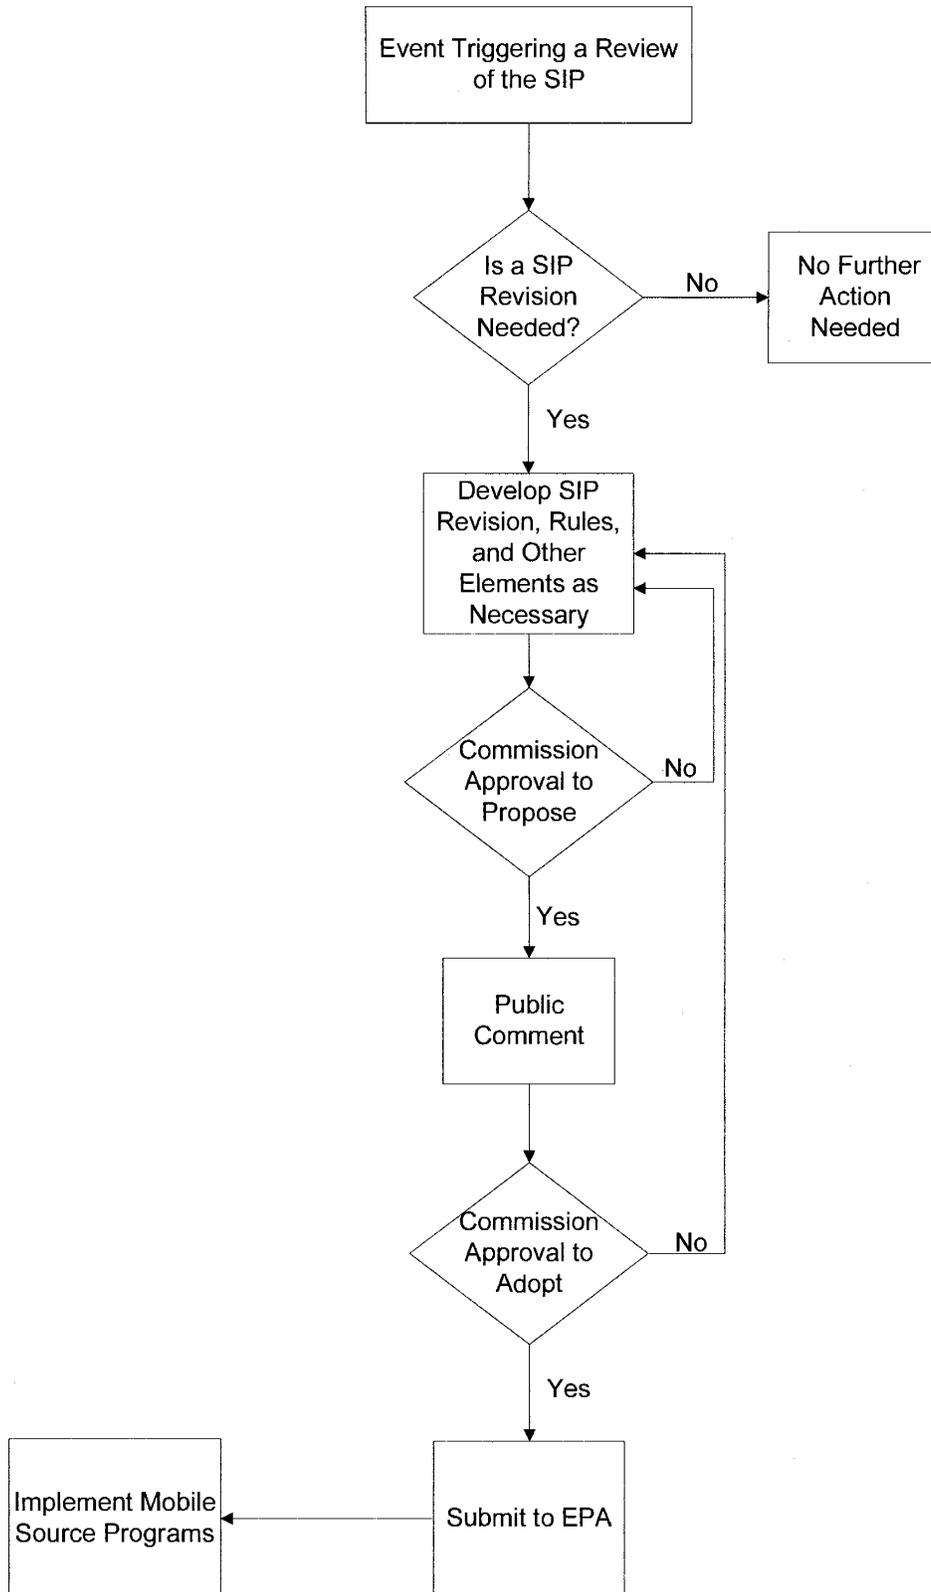 Event Triggering a Review
of the SIP
Is a SIP
Revision
Needed?
No
No Further
Action
Needed
Yes
Develop SIP
Revision, Rules,
and Other
Elements as
Necessary
Commission
Approval to
Propose
No
Yes
Public
Comment
Commission
Approval to
Adopt
No
Yes
Implement Mobile
Source Programs
Submit to EPA